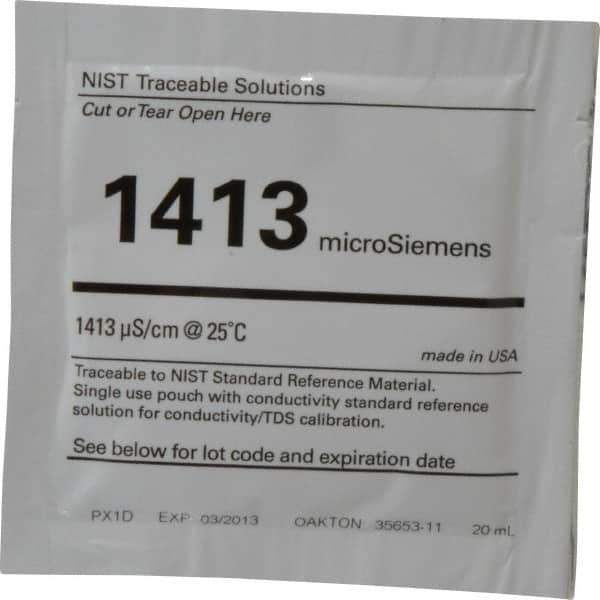 NIST Traceable Solutions
Cut or Tear Open Here
1413 microSiemens
1413 µS/cm @ 25°C
made in USA
Traceable to NIST Standard Reference Material.
Single use pouch with conductivity standard reference
solution for conductivity/TDS calibration.
See below for lot code and expiration date
PX1D EXP 03/2013 OAKTON 35653-11 20 mL